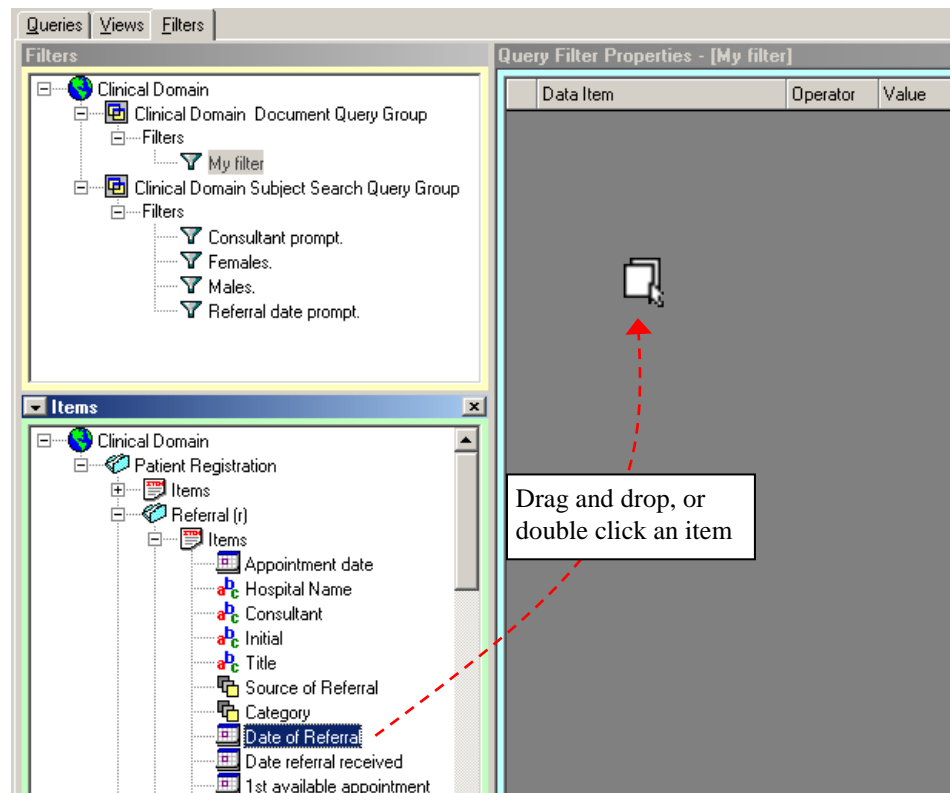 Queries Views Filters
Filters
Clinical Domain
Clinical Domain  Document Query Group
Filters
My filter
Clinical Domain Subject Search Query Group
Filters
Consultant prompt.
Females.
Males.
Referral date prompt.
Items
Clinical Domain
Patient Registration
Items
Referral (r)
Items
Appointment date
Hospital Name
Consultant
Initial
Title
Source of Referral
Category
Date of Referral
Date referral received
1st available appointment
Query Filter Properties - [My filter]
Data Item Operator Value
Drag and drop, or
double click an item